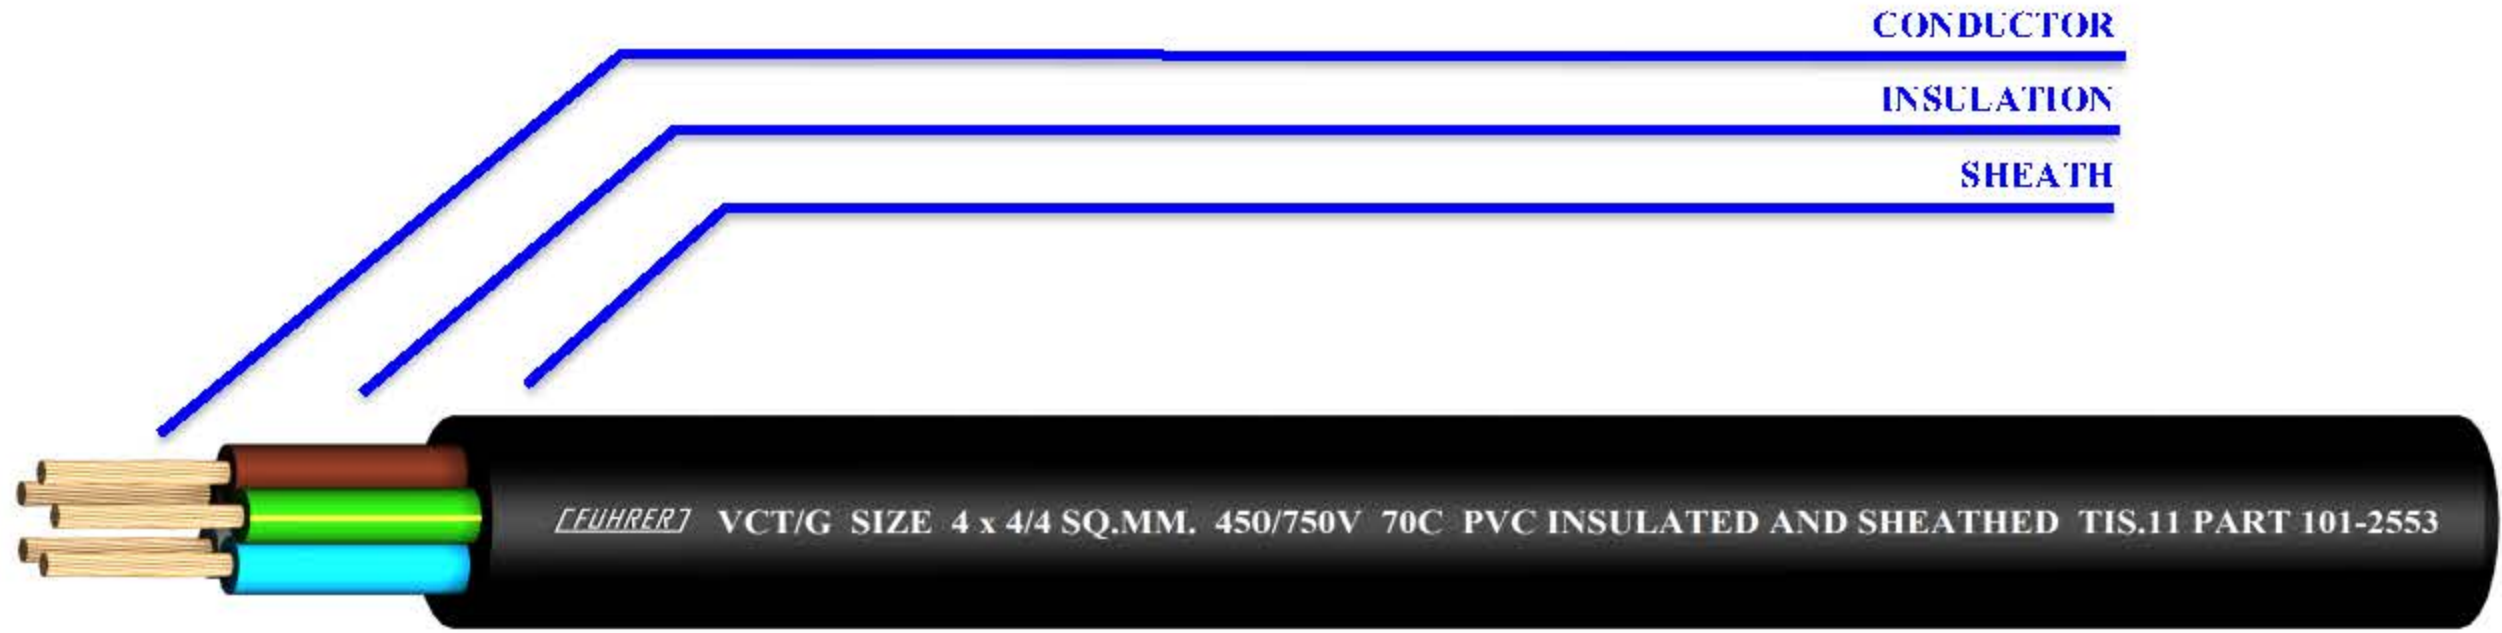 CONDUCTOR
INSULATION
SHEATH
FUHRER VCT/G SIZE 4 x 4/4 SQ.MM. 450/750V 70C PVC INSULATED AND SHEATHED TIS.11 PART 101-2553